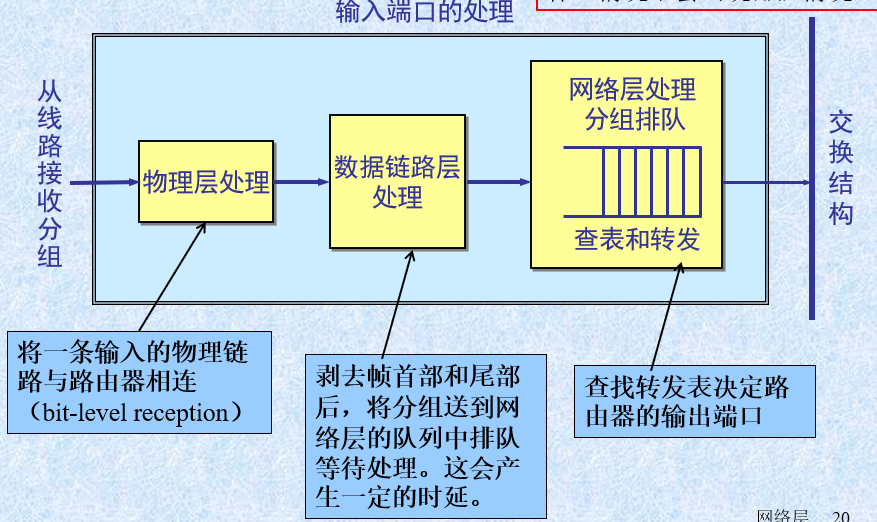 输入端口的处理
从线路接收分组
物理层处理
数据链路层
处理
网络层处理
分组排队
查表和转发
交换结构
将一条输入的物理链
路与路由器相连
（bit-level reception）
剥去帧首部和尾部
后，将分组送到网
络层的队列中排队
等待处理。这会产
生一定的时延。
查找转发表决定路
由器的输出端口
网络层 20